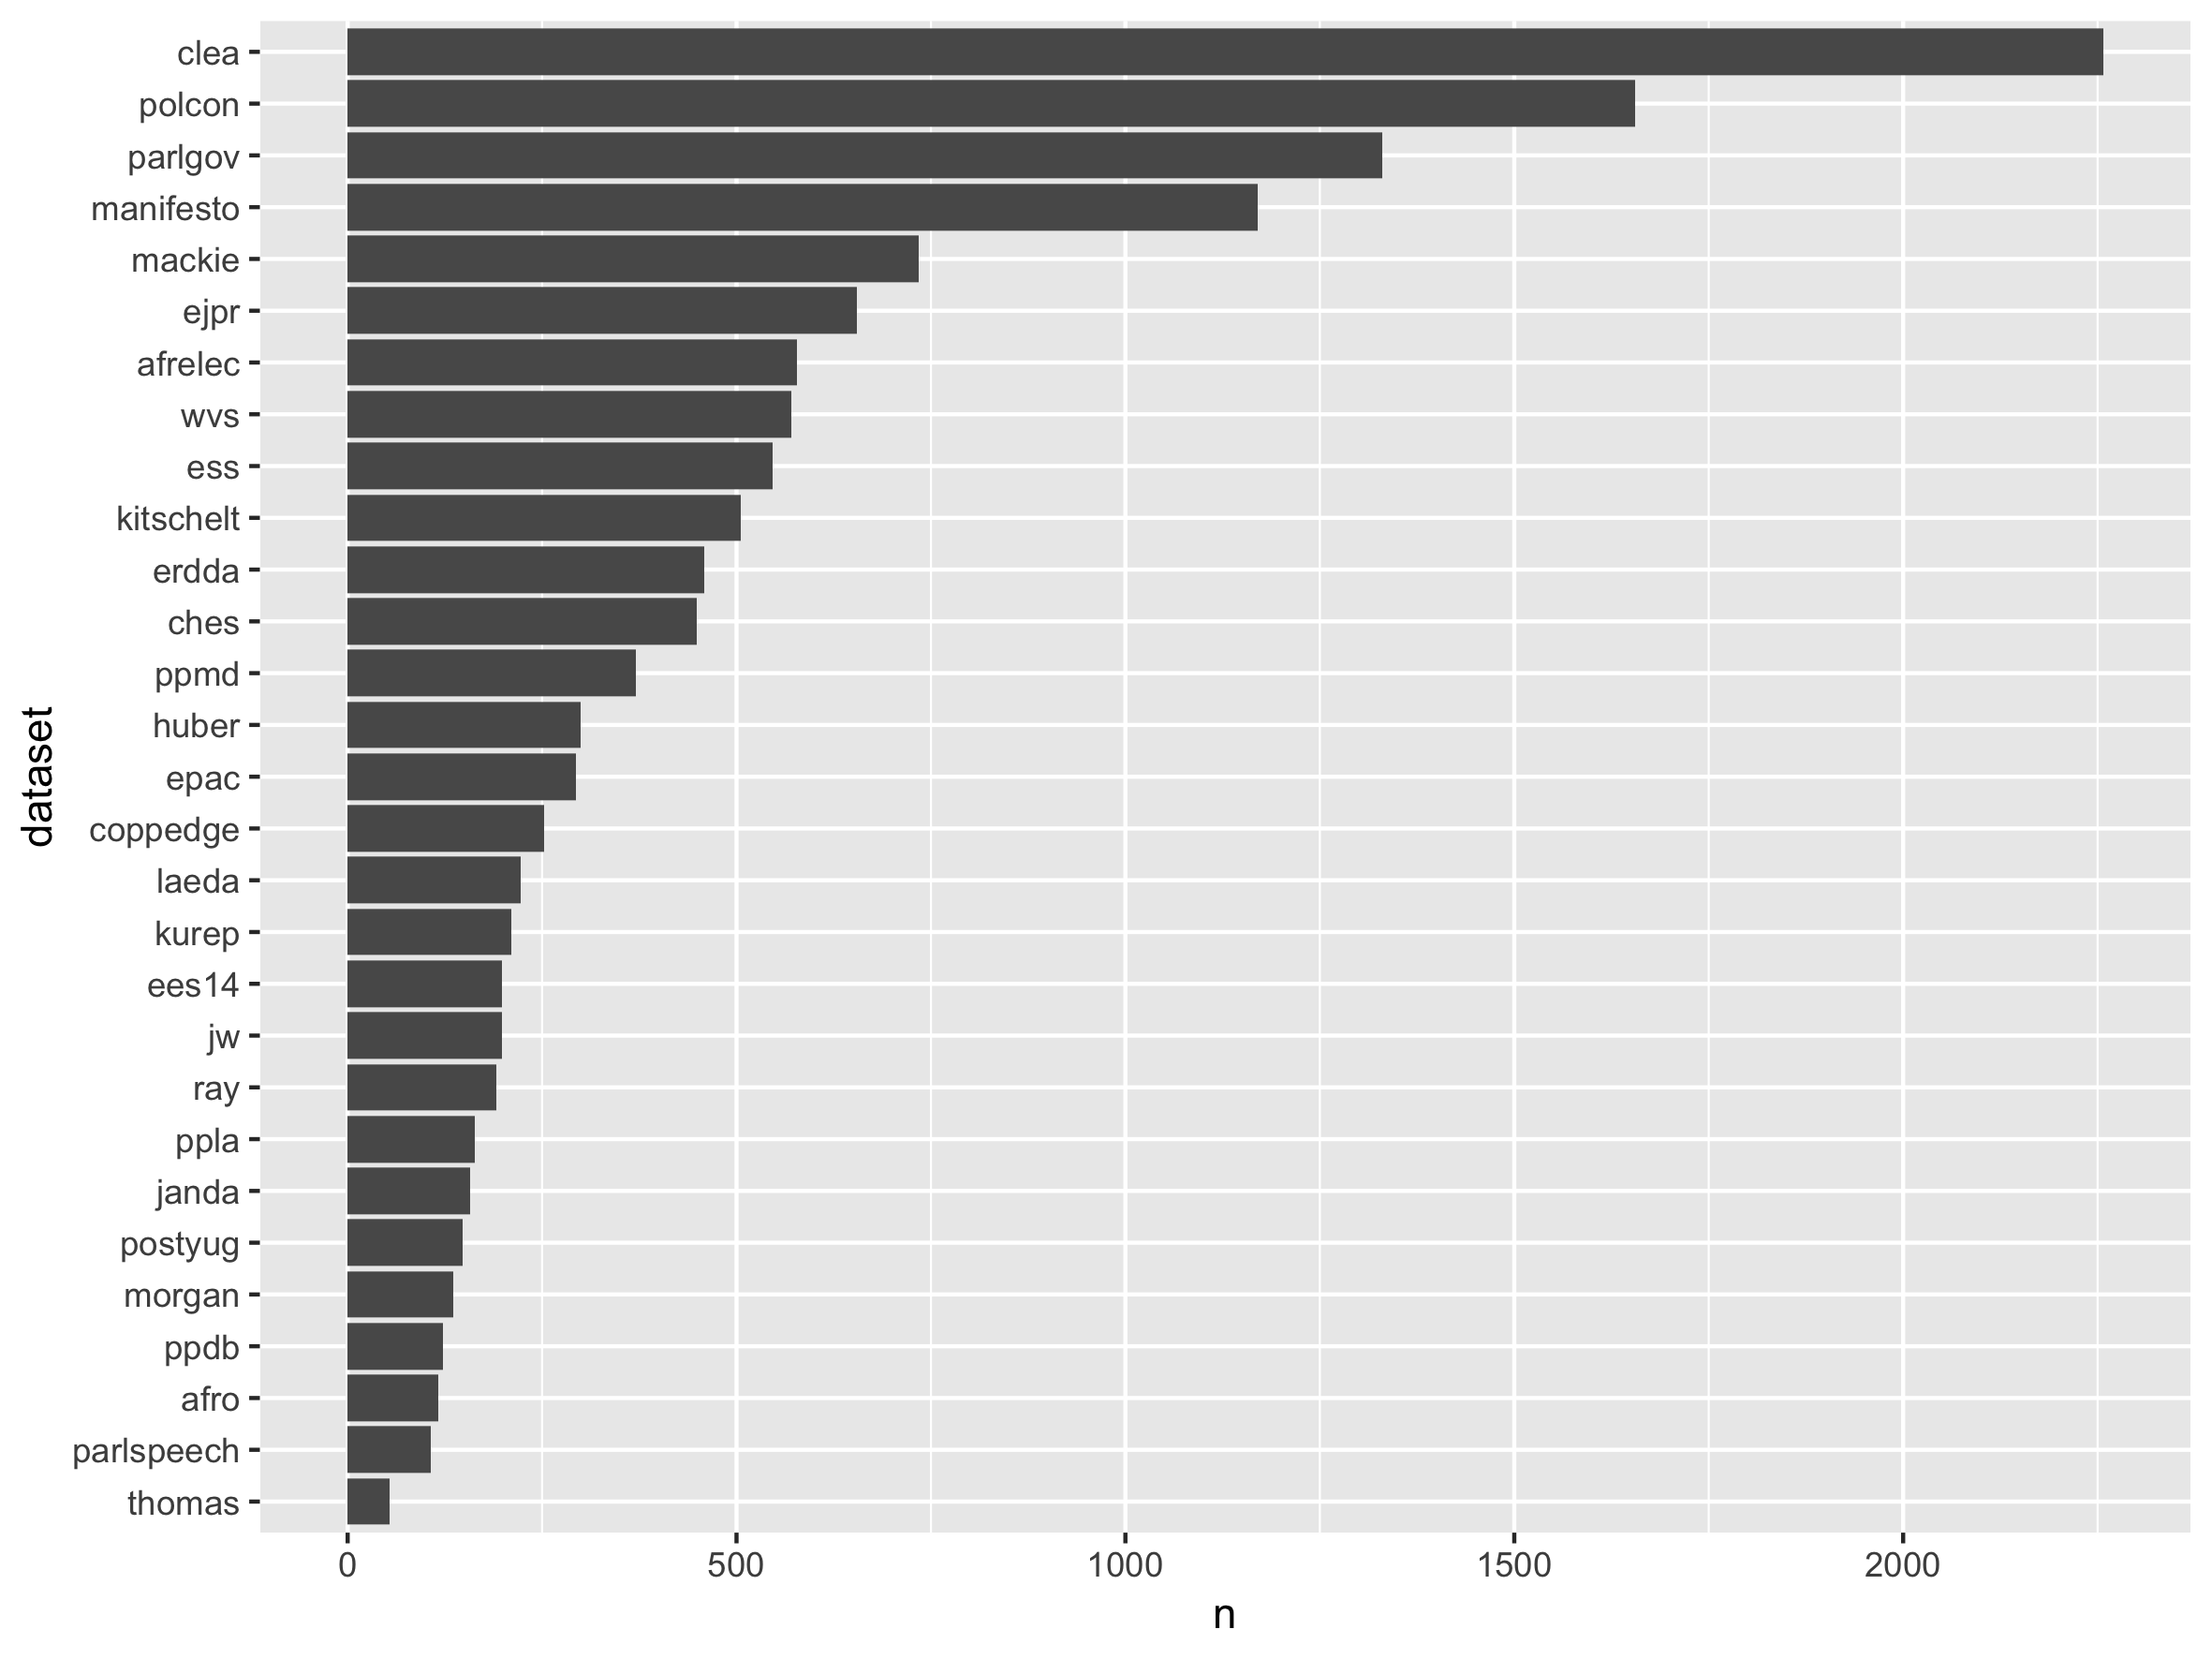 dataset
clea
polcon
parlgov
manifesto
mackie
ejpr
afrelec
wvs
ess
kitschelt
erdda
ches
ppmd
huber
epac
coppedge
laeda
kurep
ees14
jw
ray
ppla
janda
postyug
morgan
ppdb
afro
parlspeech
thomas
0 500 1000 1500 2000
n